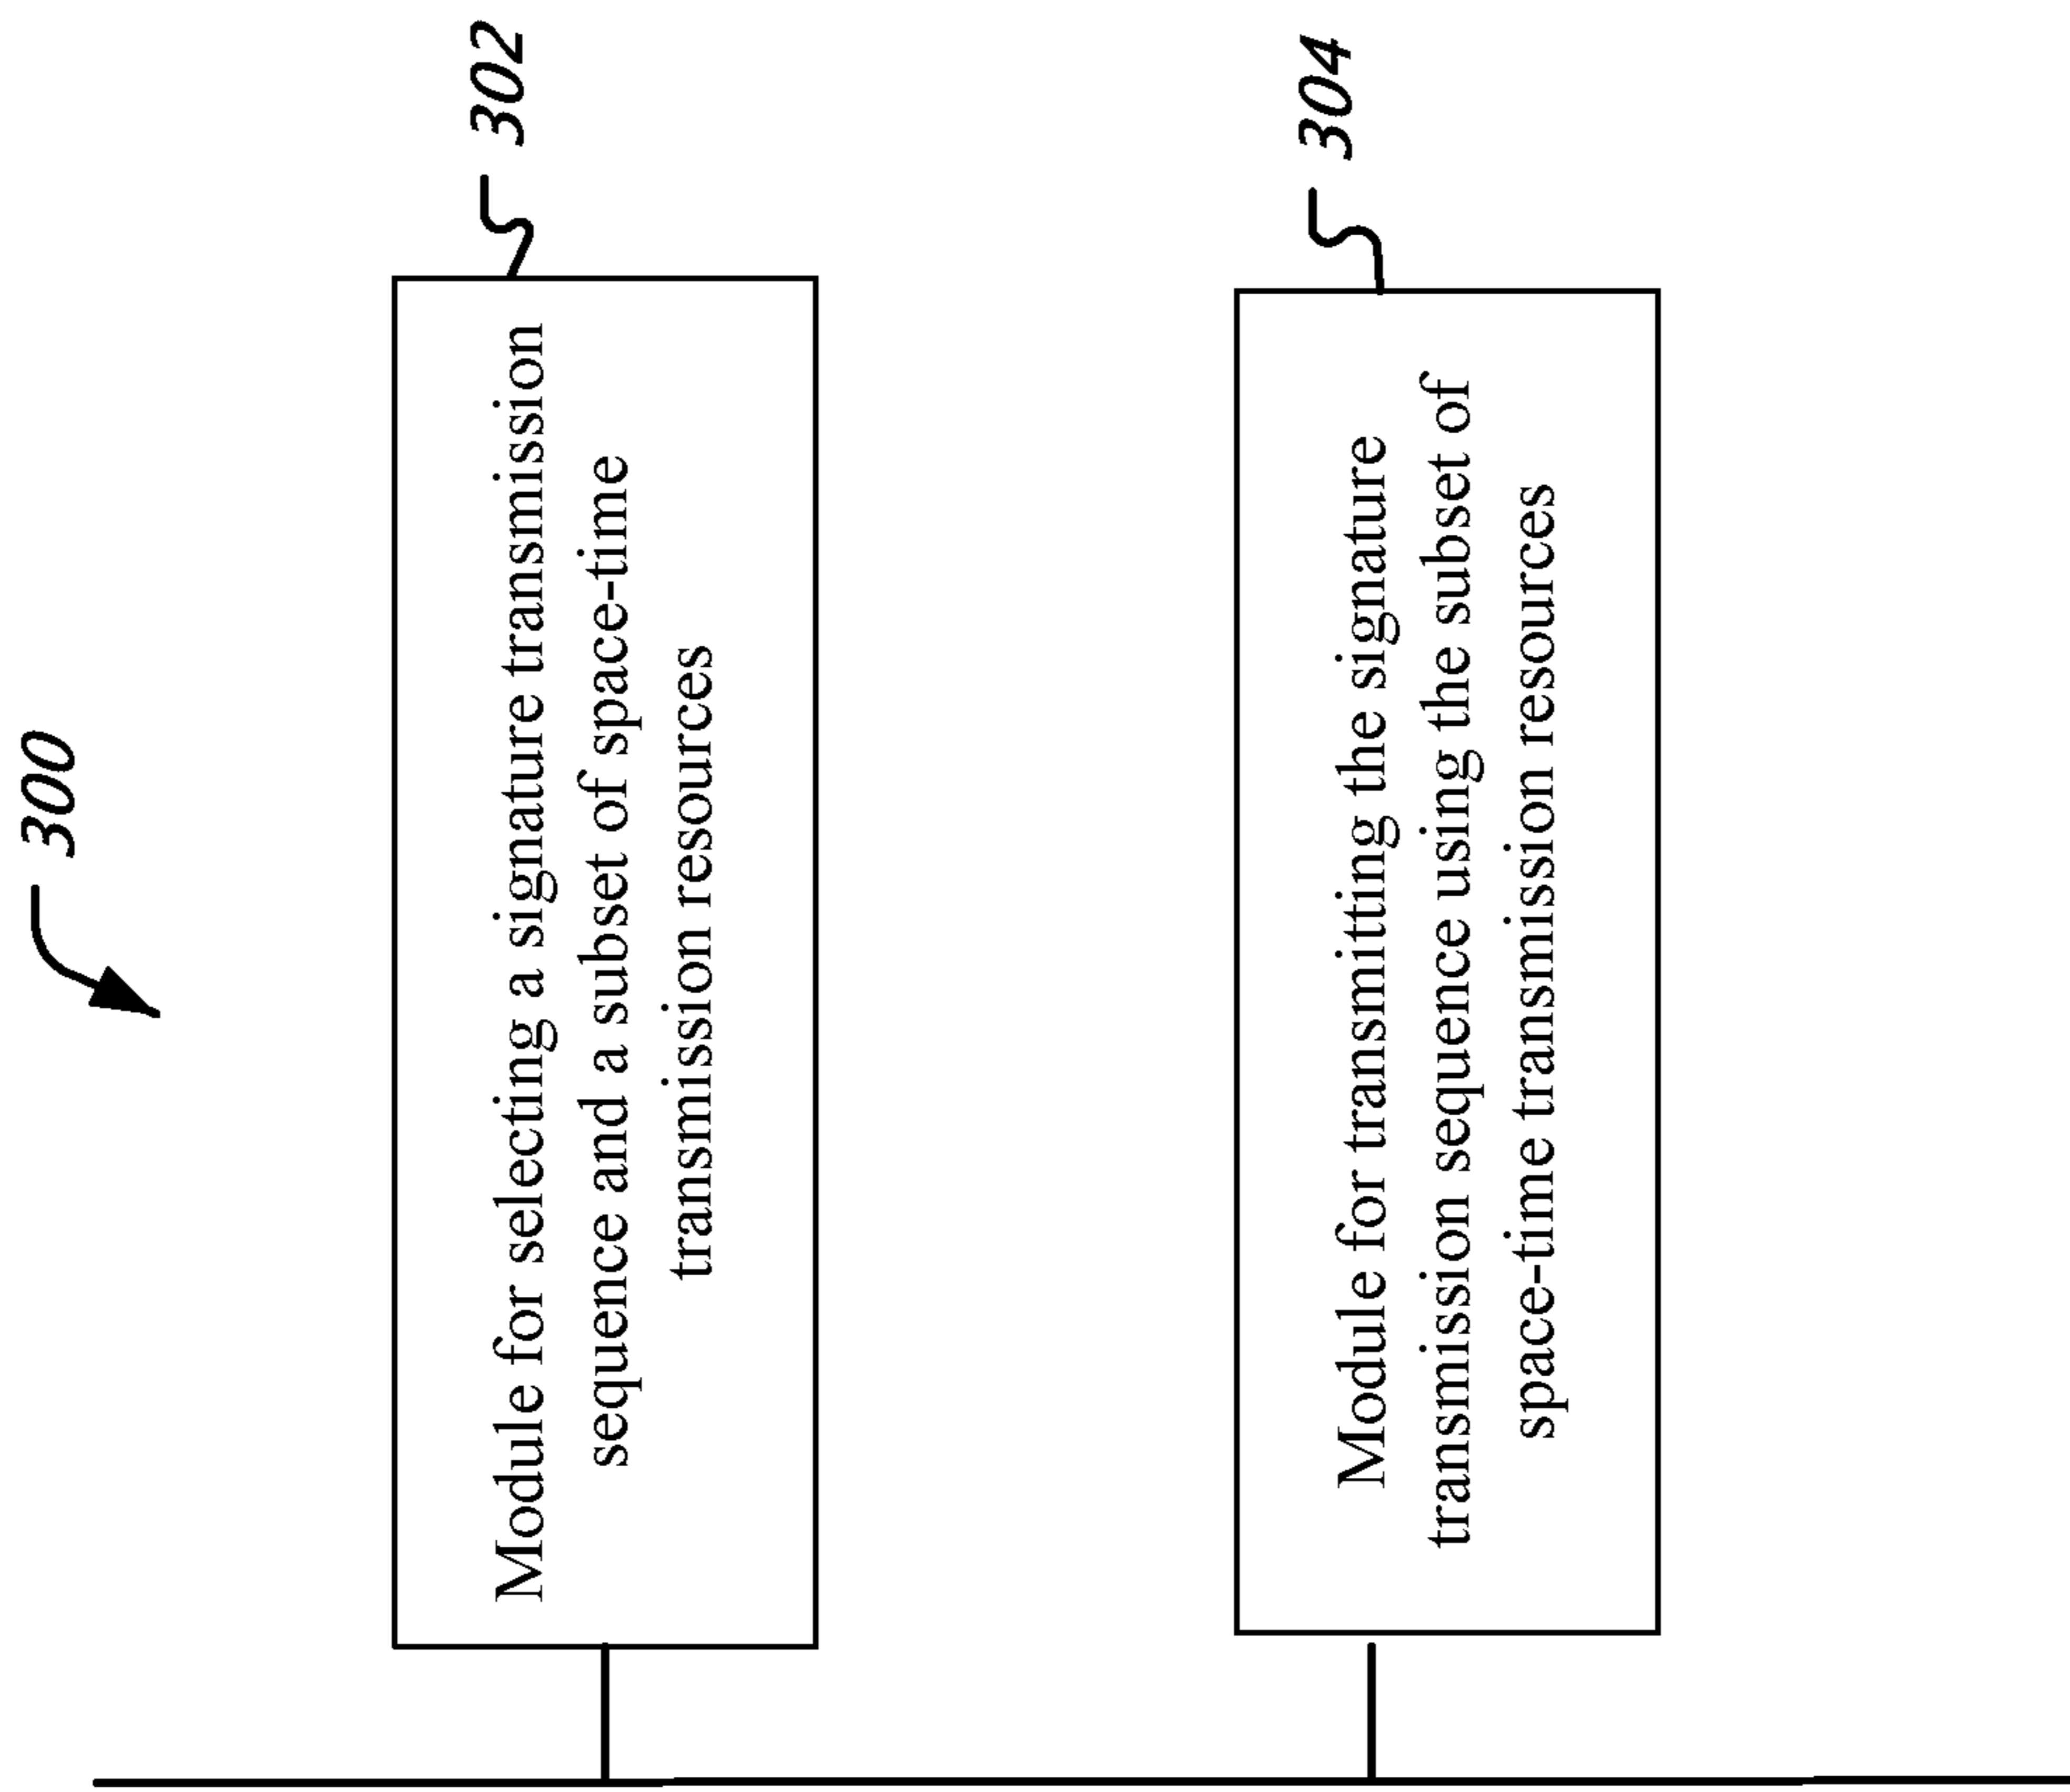 300
302
Module for selecting a signature transmission
sequence and a subset of space-time
transmission resources
304
Module for transmitting the signature
transmission sequence using the subset of
space-time transmission resources